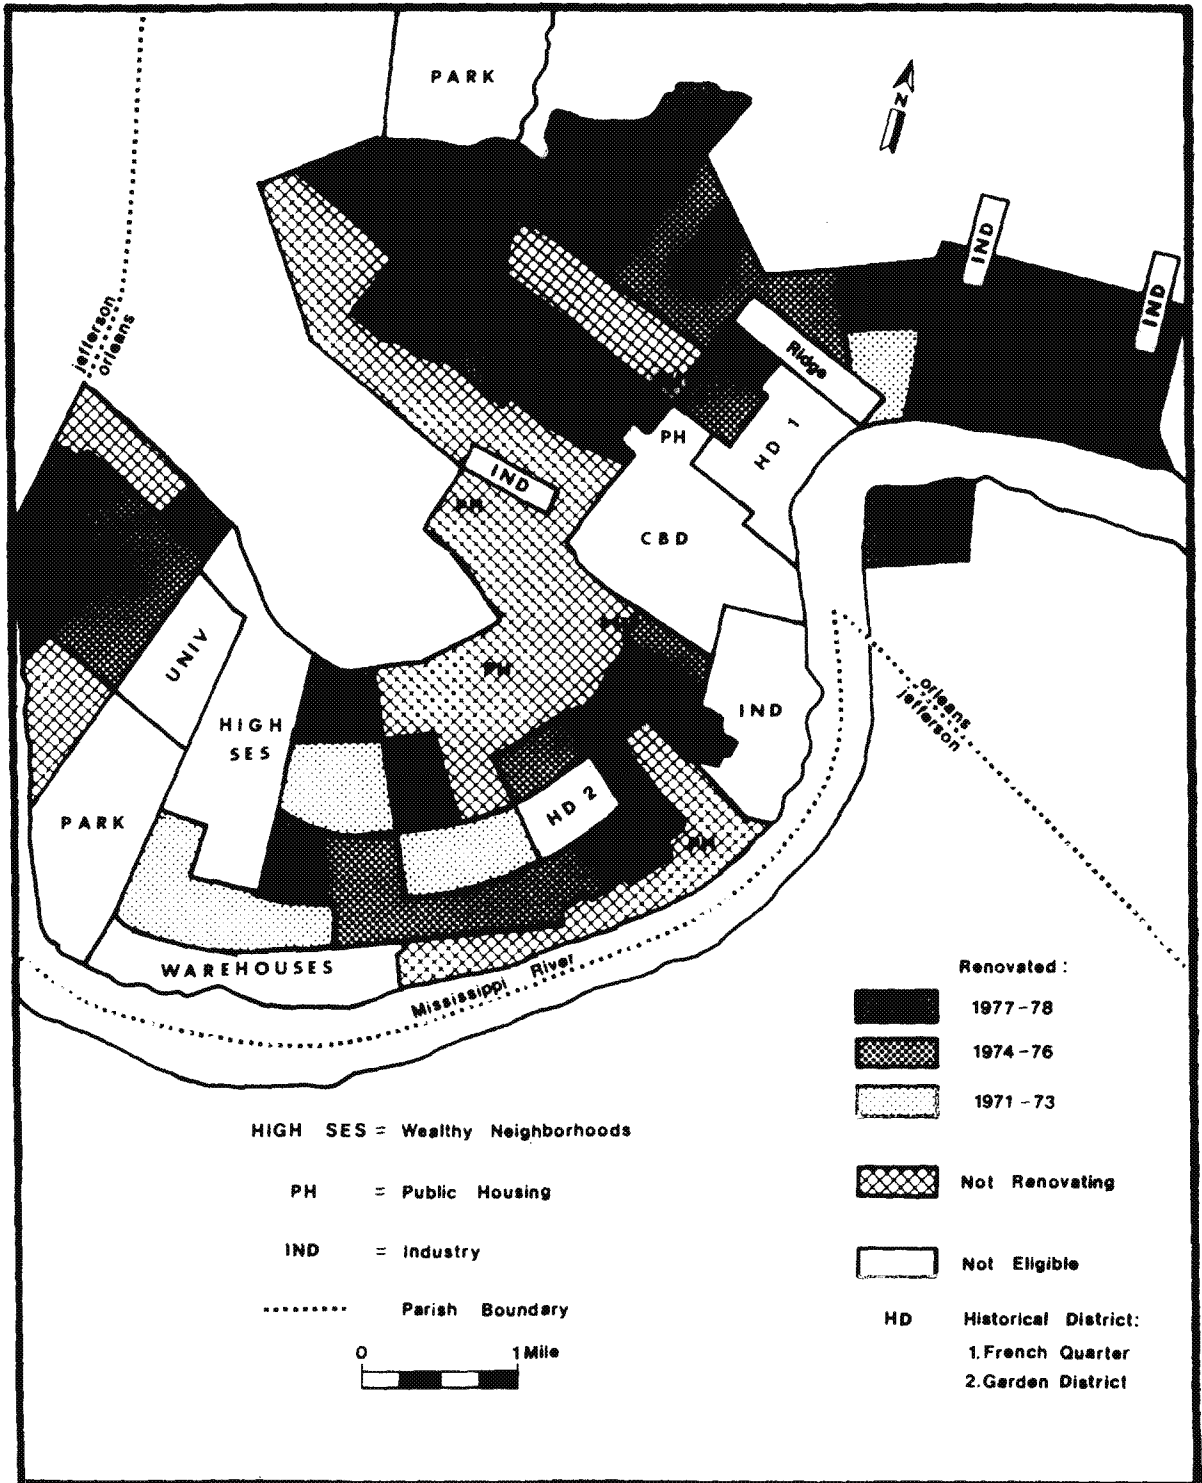 PARK
N
IND
IND
jefferson
orleans
Ridge
PH
HD 1
IND
PH
CBD
UNIV
PH
HIGH
SES
IND
orleans
jefferson
HD 2
PARK
PH
WAREHOUSES
Mississippi River
Renovated :
1977-78
1974-76
1971-73
HIGH SES = Wealthy Neighborhoods
PH = Public Housing
Not Renovating
IND = Industry
Not Eligible
Parish Boundary
HD Historical District:
0 1 Mile
1. French Quarter
2. Garden District